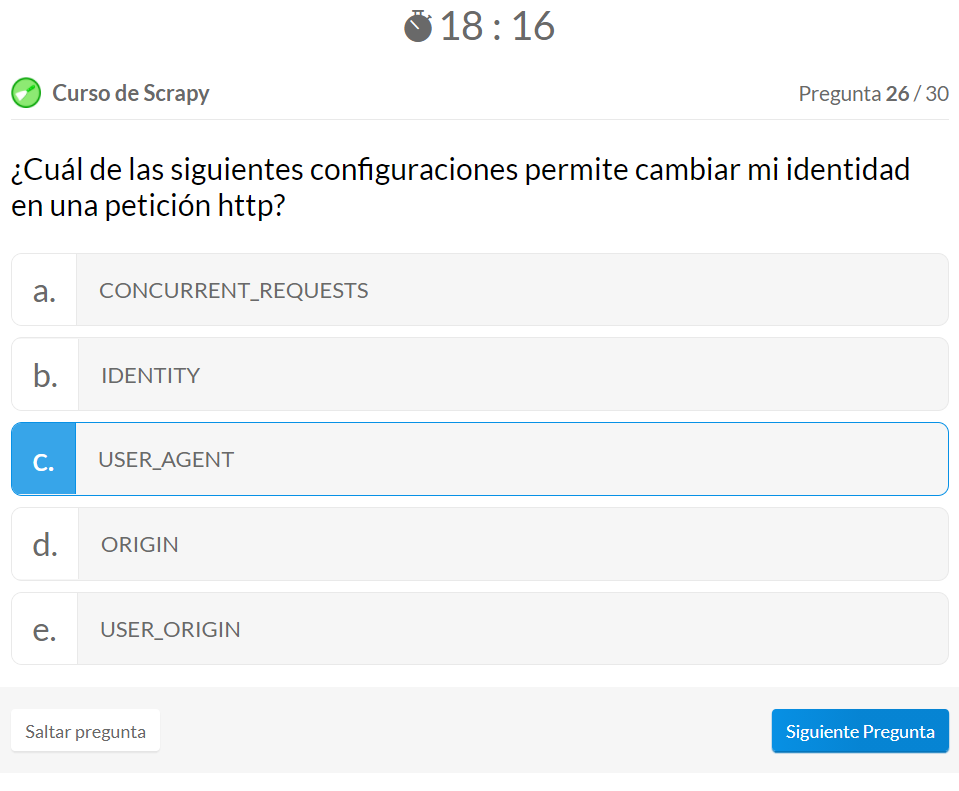 18 : 16
Curso de Scrapy
Pregunta 26 / 30
¿Cuál de las siguientes configuraciones permite cambiar mi identidad
en una petición http?
a. CONCURRENT_REQUESTS
b. IDENTITY
c. USER_AGENT
d. ORIGIN
e. USER_ORIGIN
Saltar pregunta
Siguiente Pregunta